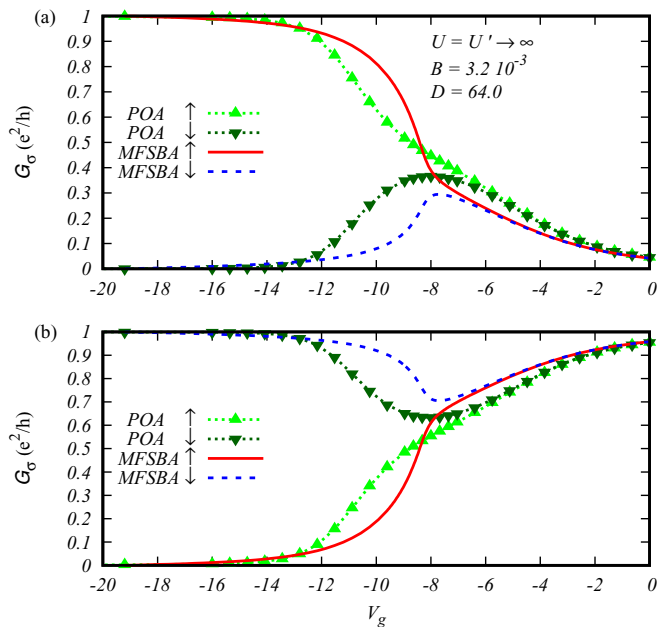 (a)
1
0.9
0.8
0.7
0.6
0.5
0.4
0.3
0.2
0.1
0
G_σ (e²/h)
U = U ' → ∞
B = 3.2 10⁻³
D = 64.0
POA ↑
POA ↓
MFSBA ↑
MFSBA ↓
-20 -18 -16 -14 -12 -10 -8 -6 -4 -2 0
(b)
1
0.9
0.8
0.7
0.6
0.5
0.4
0.3
0.2
0.1
0
G_σ (e²/h)
POA ↑
POA ↓
MFSBA ↑
MFSBA ↓
-20 -18 -16 -14 -12 -10 -8 -6 -4 -2 0
V_g